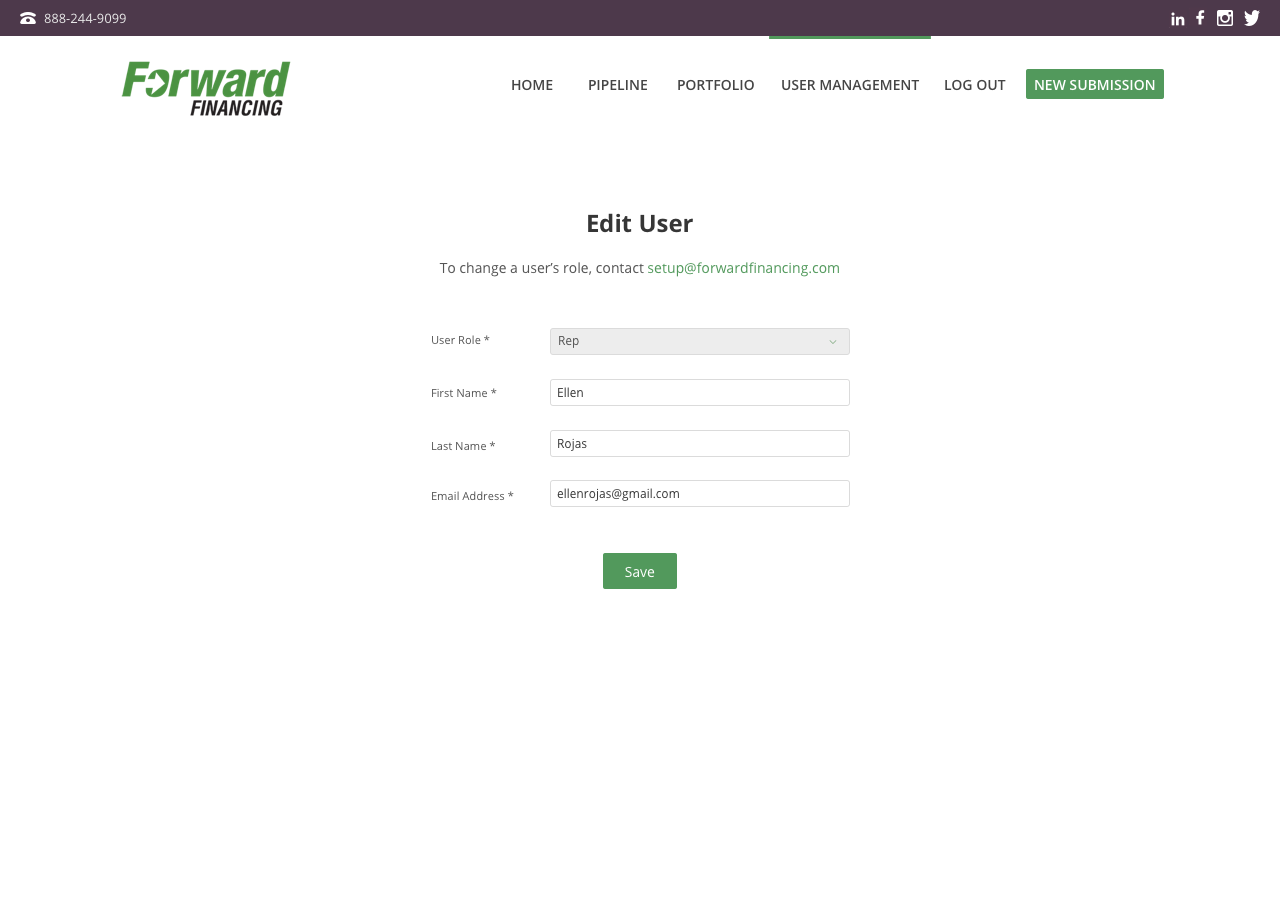 888-244-9099
Forward
FINANCING
HOME PIPELINE PORTFOLIO USER MANAGEMENT LOG OUT NEW SUBMISSION
Edit User
To change a user’s role, contact setup@forwardfinancing.com
User Role * Rep
First Name * Ellen
Last Name * Rojas
Email Address * ellenrojas@gmail.com
Save